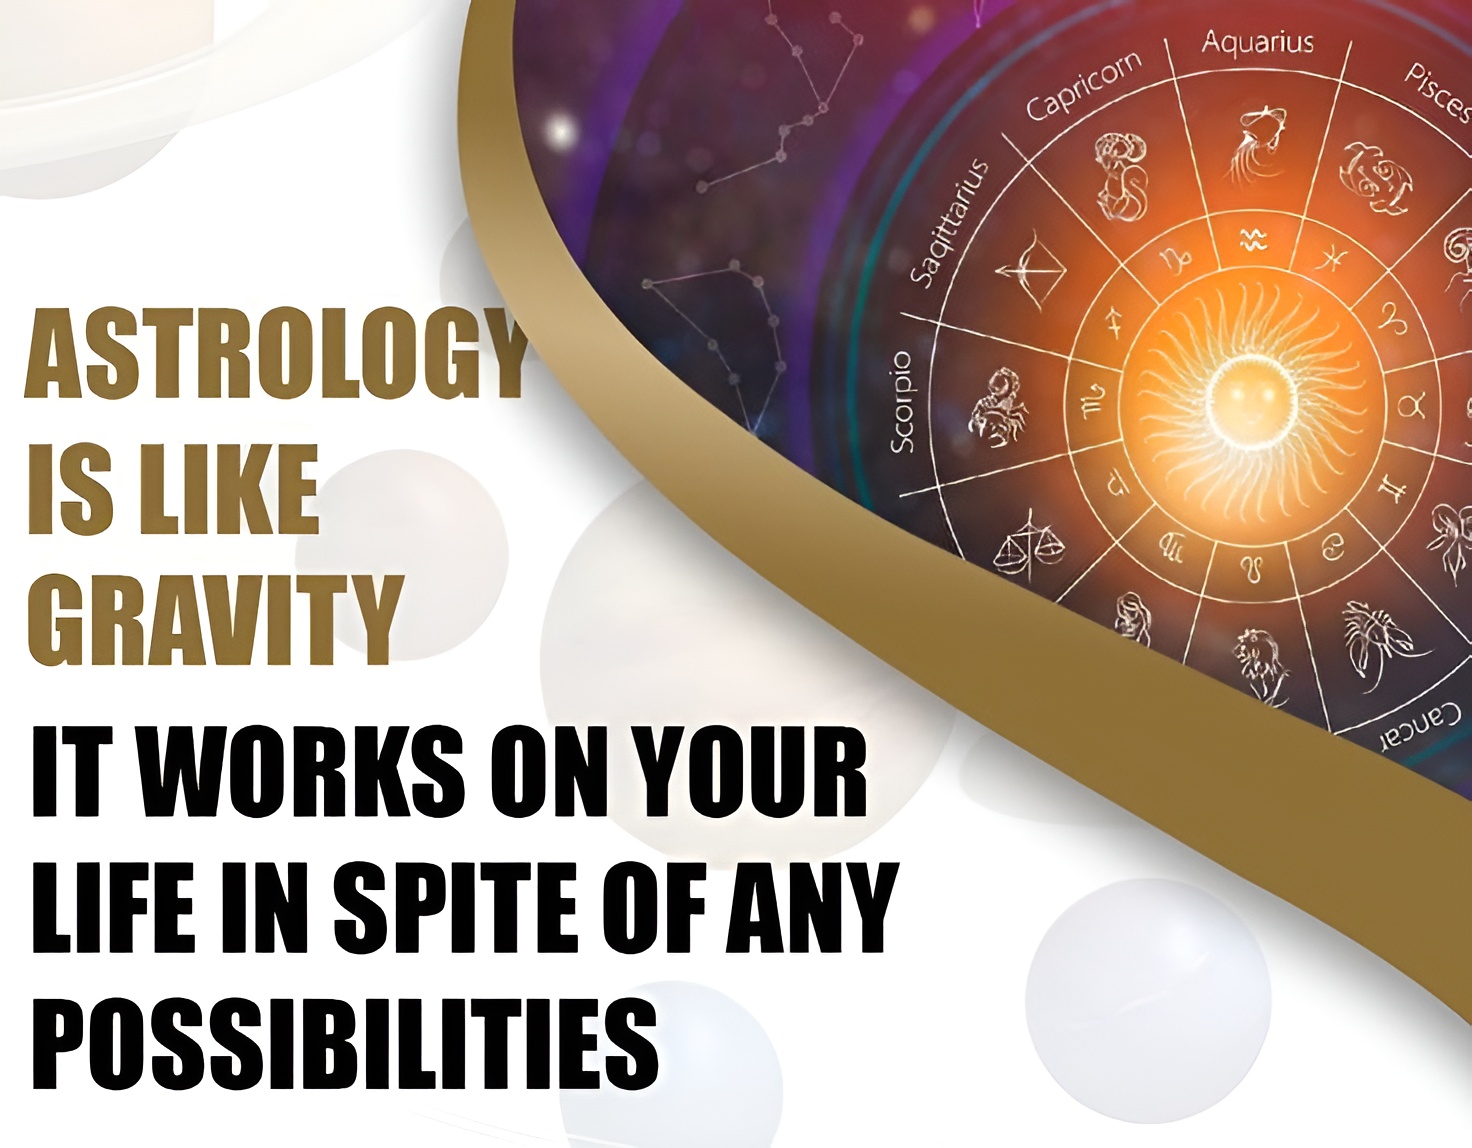 ASTROLOGY
IS LIKE
GRAVITY
IT WORKS ON YOUR
LIFE IN SPITE OF ANY
POSSIBILITIES
Aquarius
Capricorn
Pisces
Sagittarius
Scorpio
Cancar